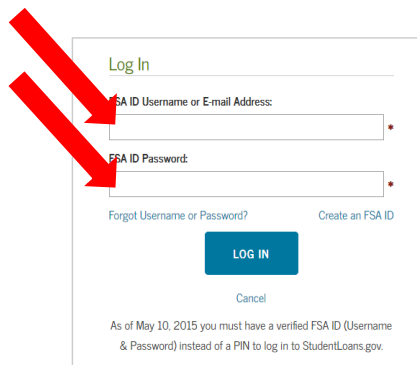 Log In
FSA ID Username or E-mail Address:
*
FSA ID Password:
*
Forgot Username or Password? Create an FSA ID
LOG IN
Cancel
As of May 10, 2015 you must have a verified FSA ID (Username
& Password) instead of a PIN to log in to StudentLoans.gov.